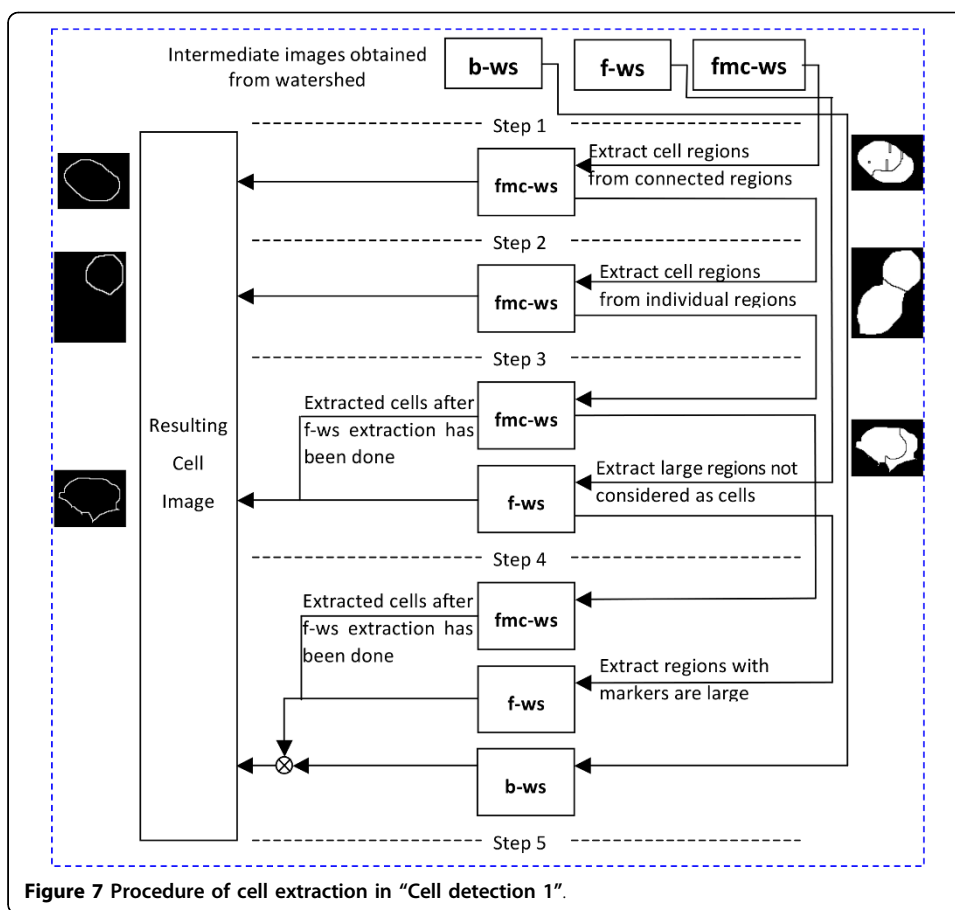 Intermediate images obtained
from watershed
b-ws
f-ws
fmc-ws
Step 1
Extract cell regions
from connected regions
fmc-ws
Step 2
Extract cell regions
from individual regions
fmc-ws
Step 3
Extracted cells after
f-ws extraction has
been done
fmc-ws
Resulting
Cell
Image
Extract large regions not
considered as cells
f-ws
Step 4
Extracted cells after
f-ws extraction has
been done
fmc-ws
Extract regions with
markers are large
f-ws
b-ws
Step 5
Figure 7 Procedure of cell extraction in “Cell detection 1”.